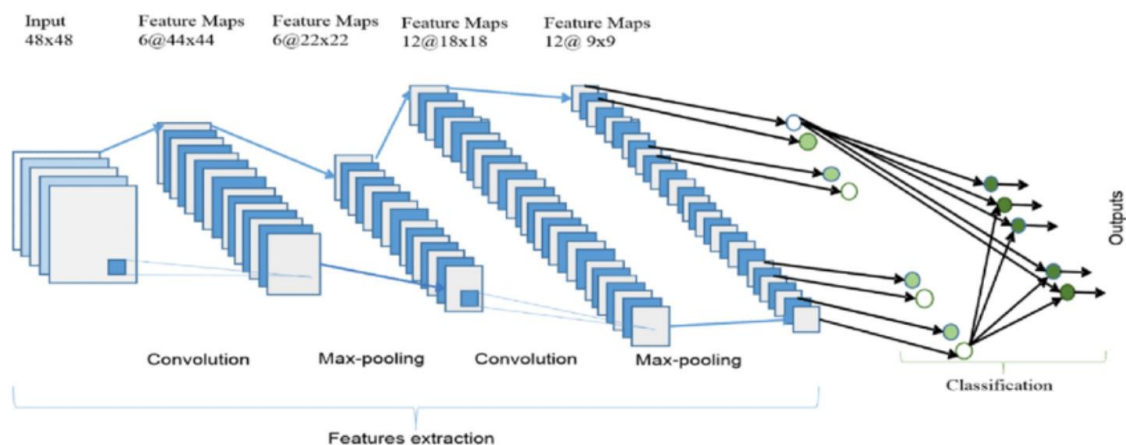 Input
48x48
Feature Maps
6@44x44
Feature Maps
6@22x22
Feature Maps
12@18x18
Feature Maps
12@ 9x9
Outputs
Convolution
Max-pooling
Convolution
Max-pooling
Classification
Features extraction